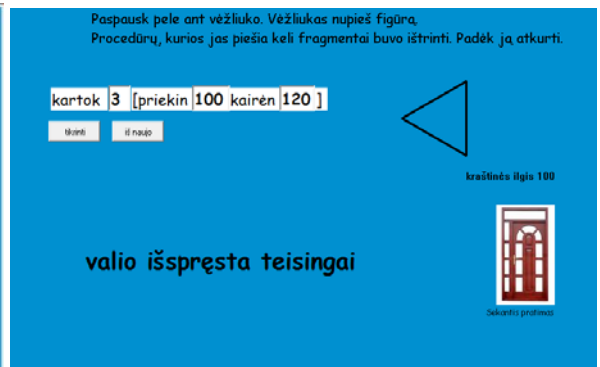 Paspausk pele ant vėžliuko. Vėžliukas nupieš figūrą,
Procedūrų, kurios jas piešia keli fragmentai buvo ištrinti. Padėk ją atkurti.
kartok 3 [priekin 100 kairėn 120 ]
tikrinti iš naujo
kraštinės ilgis 100
valio išspręsta teisingai
Sekantis pratimas